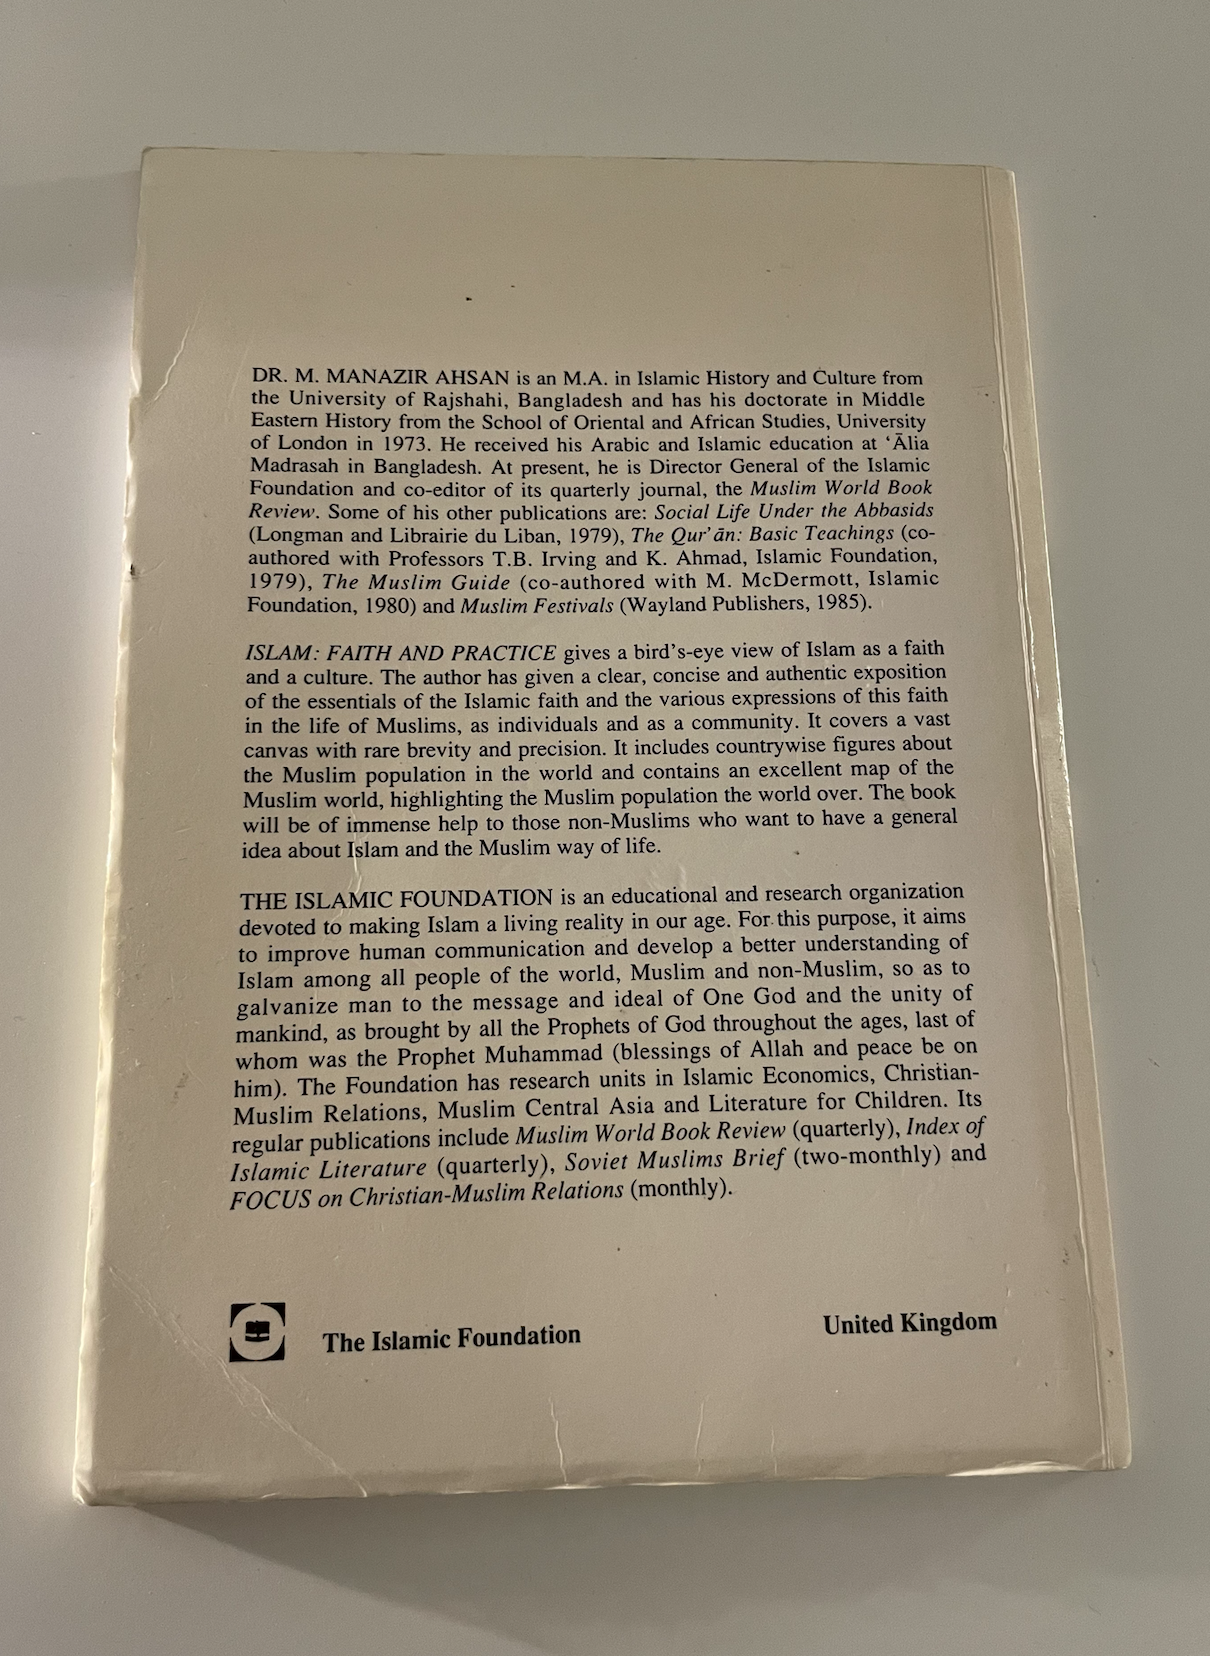 DR. M. MANAZIR AHSAN is an M.A. in Islamic History and Culture from
the University of Rajshahi, Bangladesh and has his doctorate in Middle
Eastern History from the School of Oriental and African Studies, University
of London in 1973. He received his Arabic and Islamic education at ‘Ālia
Madrasah in Bangladesh. At present, he is Director General of the Islamic
Foundation and co-editor of its quarterly journal, the Muslim World Book
Review. Some of his other publications are: Social Life Under the Abbasids
(Longman and Librairie du Liban, 1979), The Qur’ān: Basic Teachings (co-
authored with Professors T.B. Irving and K. Ahmad, Islamic Foundation,
1979), The Muslim Guide (co-authored with M. McDermott, Islamic
Foundation, 1980) and Muslim Festivals (Wayland Publishers, 1985).
ISLAM: FAITH AND PRACTICE gives a bird’s-eye view of Islam as a faith
and a culture. The author has given a clear, concise and authentic exposition
of the essentials of the Islamic faith and the various expressions of this faith
in the life of Muslims, as individuals and as a community. It covers a vast
canvas with rare brevity and precision. It includes countrywise figures about
the Muslim population in the world and contains an excellent map of the
Muslim world, highlighting the Muslim population the world over. The book
will be of immense help to those non-Muslims who want to have a general
idea about Islam and the Muslim way of life.
THE ISLAMIC FOUNDATION is an educational and research organization
devoted to making Islam a living reality in our age. For this purpose, it aims
to improve human communication and develop a better understanding of
Islam among all people of the world, Muslim and non-Muslim, so as to
galvanize man to the message and ideal of One God and the unity of
mankind, as brought by all the Prophets of God throughout the ages, last of
whom was the Prophet Muhammad (blessings of Allah and peace be on
him). The Foundation has research units in Islamic Economics, Christian-
Muslim Relations, Muslim Central Asia and Literature for Children. Its
regular publications include Muslim World Book Review (quarterly), Index of
Islamic Literature (quarterly), Soviet Muslims Brief (two-monthly) and
FOCUS on Christian-Muslim Relations (monthly).
The Islamic Foundation
United Kingdom